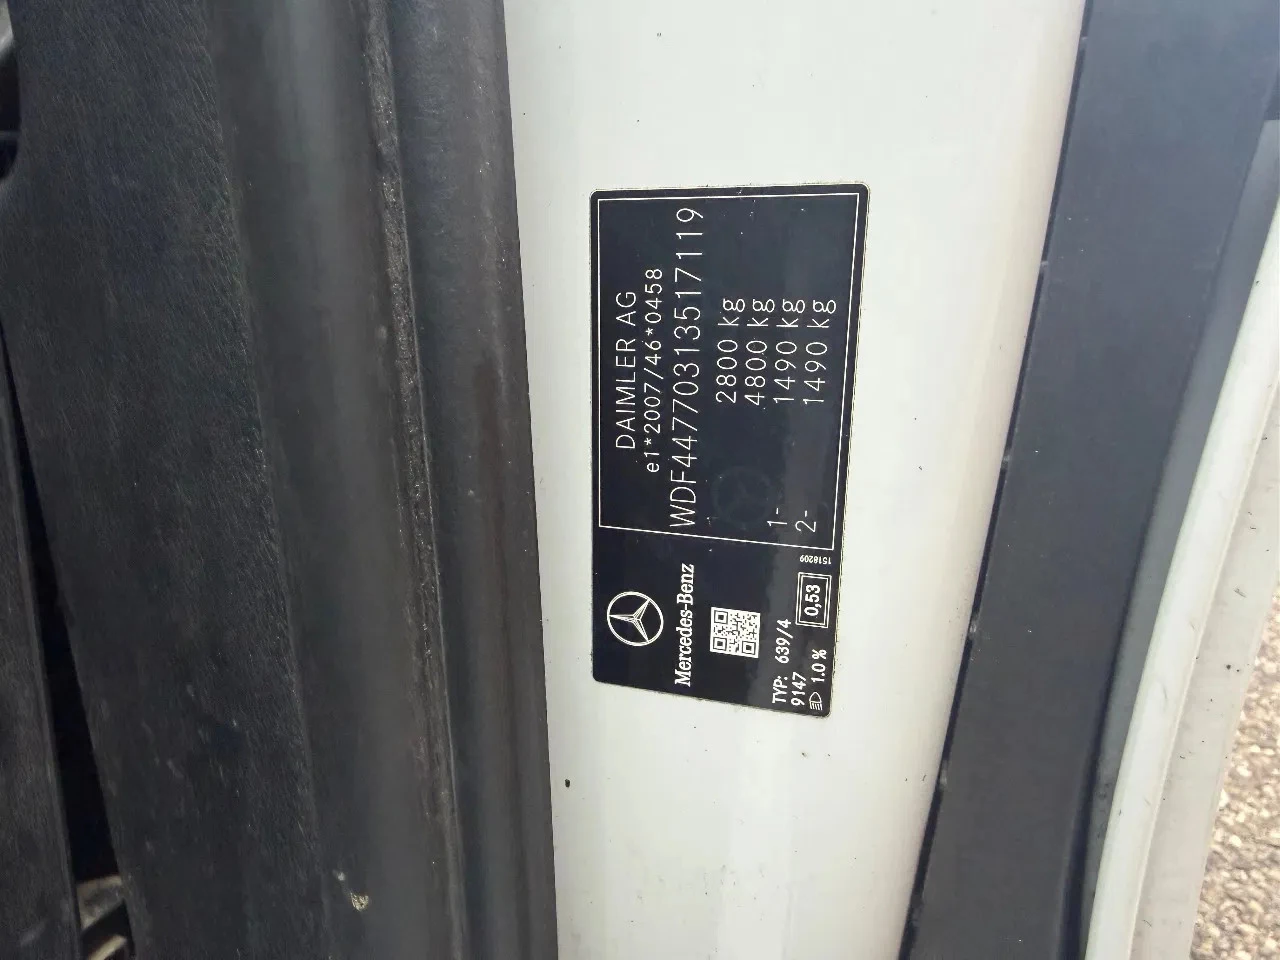 DAIMLER AG
e1*2007/46*0458
WDF44770313517119
2800 kg
4800 kg
1- 1490 kg
2- 1490 kg
Mercedes-Benz
TYP: 639/4
9147
1.0 %
0,53
1518209